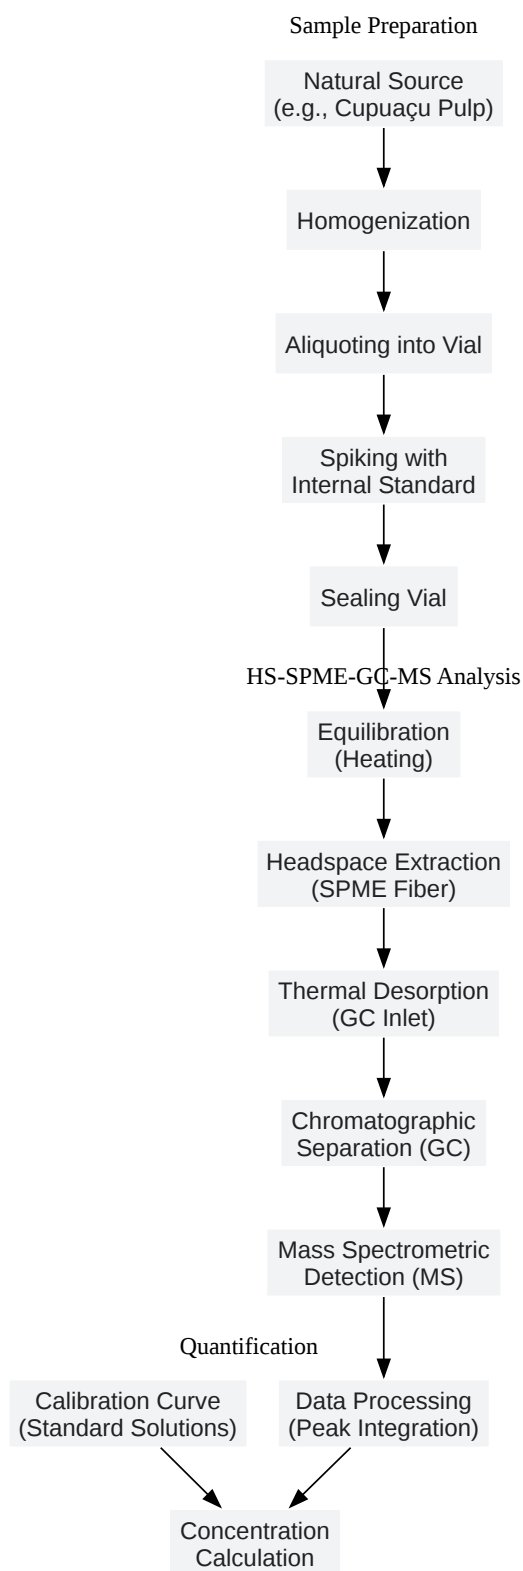 Sample Preparation
Natural Source
(e.g., Cupuaçu Pulp)
Homogenization
Aliquoting into Vial
Spiking with
Internal Standard
Sealing Vial
HS-SPME-GC-MS Analysis
Equilibration
(Heating)
Headspace Extraction
(SPME Fiber)
Thermal Desorption
(GC Inlet)
Chromatographic
Separation (GC)
Mass Spectrometric
Detection (MS)
Quantification
Calibration Curve
(Standard Solutions)
Data Processing
(Peak Integration)
Concentration
Calculation